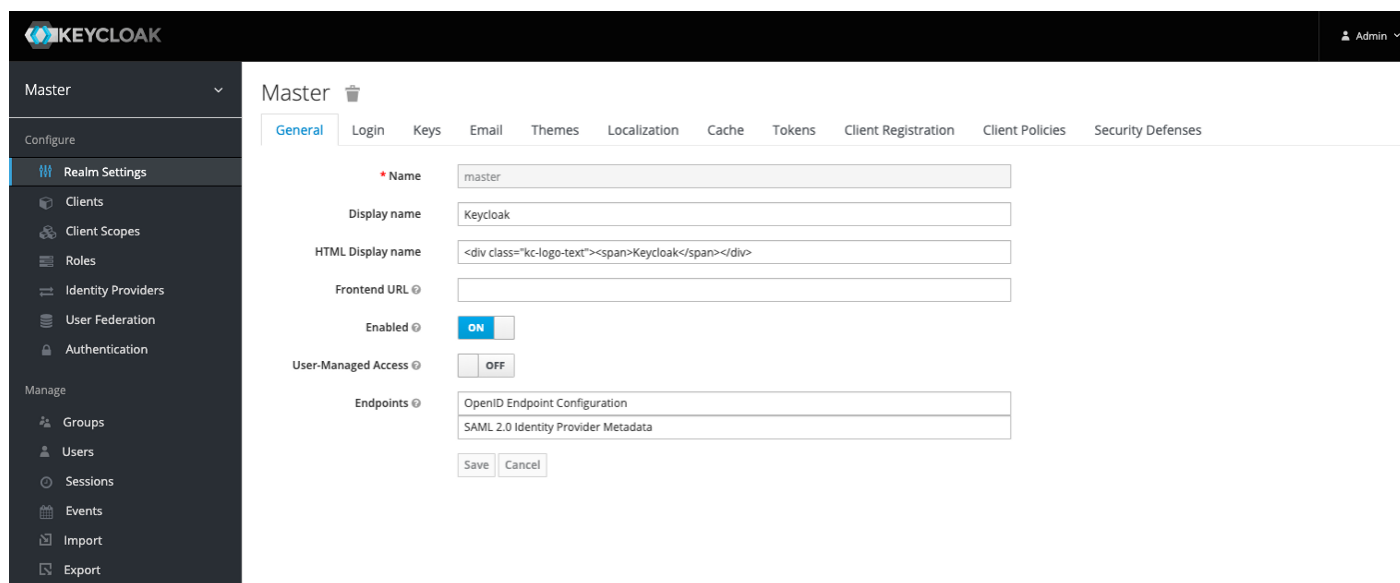 KEYCLOAK
Admin
Master
Configure
Realm Settings
Clients
Client Scopes
Roles
Identity Providers
User Federation
Authentication
Manage
Groups
Users
Sessions
Events
Import
Export
Master
General Login Keys Email Themes Localization Cache Tokens Client Registration Client Policies Security Defenses
* Name master
Display name Keycloak
HTML Display name <div class="kc-logo-text"><span>Keycloak</span></div>
Frontend URL
Enabled ON
User-Managed Access OFF
Endpoints OpenID Endpoint Configuration
SAML 2.0 Identity Provider Metadata
Save Cancel